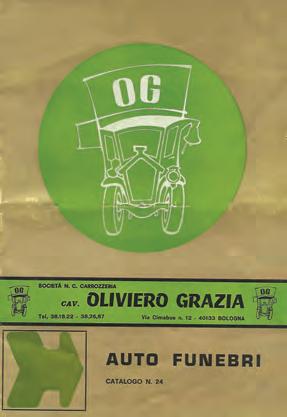 OG
SOCIETÀ N. C. CARROZZERIA
CAV. OLIVIERO GRAZIA
Tel. 38.19.22 - 38.26.67 Via Cimabue n. 12 - 40133 BOLOGNA
OG
OG
AUTO FUNEBRI
CATALOGO N. 24